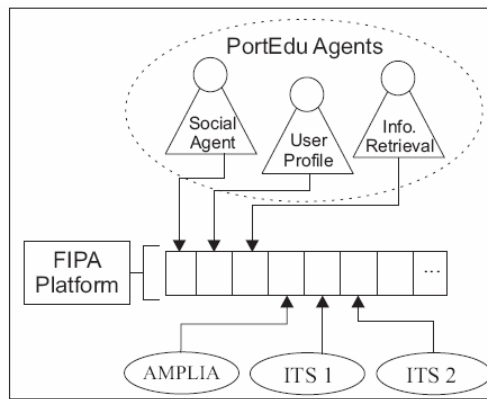 PortEdu Agents
Social
Agent
User
Profile
Info.
Retrieval
FIPA
Platform
...
AMPLIA
ITS 1
ITS 2